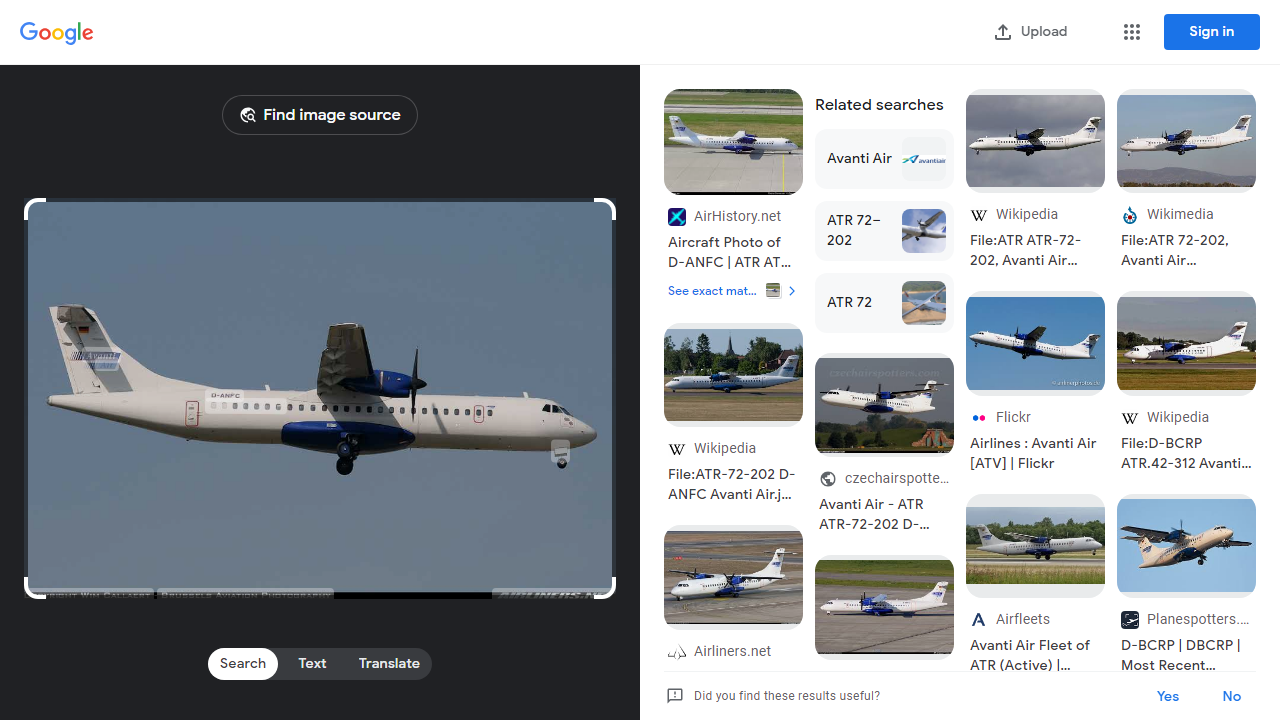 Google
Upload
Sign in
Find image source
Avanti
D-ANFC
Search
Text
Translate
AirHistory.net
Aircraft Photo of
D-ANFC | ATR AT...
See exact mat...
Related searches
Avanti Air
avantiair
ATR 72-
202
ATR 72
Wikipedia
File:ATR ATR-72-
202, Avanti Air...
Wikimedia
File:ATR 72-202,
Avanti Air...
Wikipedia
File:ATR-72-202 D-
ANFC Avanti Air.j...
czechairspotte...
Avanti Air - ATR
ATR-72-202 D-...
Flickr
Airlines : Avanti Air
[ATV] | Flickr
Wikipedia
File:D-BCRP
ATR.42-312 Avanti...
Airliners.net
Airfleets
Avanti Air Fleet of
ATR (Active) |...
Planespotters....
D-BCRP | DBCRP |
Most Recent...
Did you find these results useful?
Yes
No